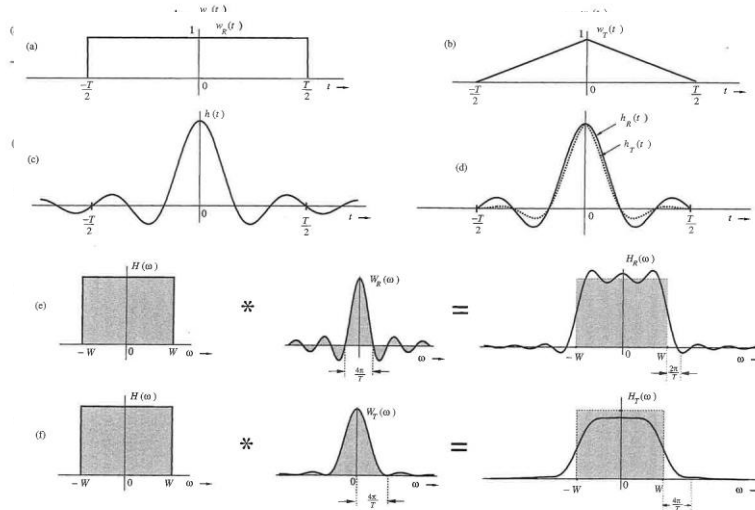 w_R(t)
1
(a)
−T/2
0
T/2
t →
w_T(t)
1
(b)
−T/2
0
T/2
t →
h(t)
(c)
−T/2
0
T/2
t →
h_R(t)
h_T(t)
(d)
−T/2
0
T/2
t →
H(ω)
(e)
−W
0
W
ω →
*
W_R(ω)
4π/T
ω →
=
H_R(ω)
−W
0
W
2π/T
ω →
H(ω)
(f)
−W
0
W
ω →
*
W_T(ω)
0
4π/T
ω →
=
H_T(ω)
−W
0
W
4π/T
ω →